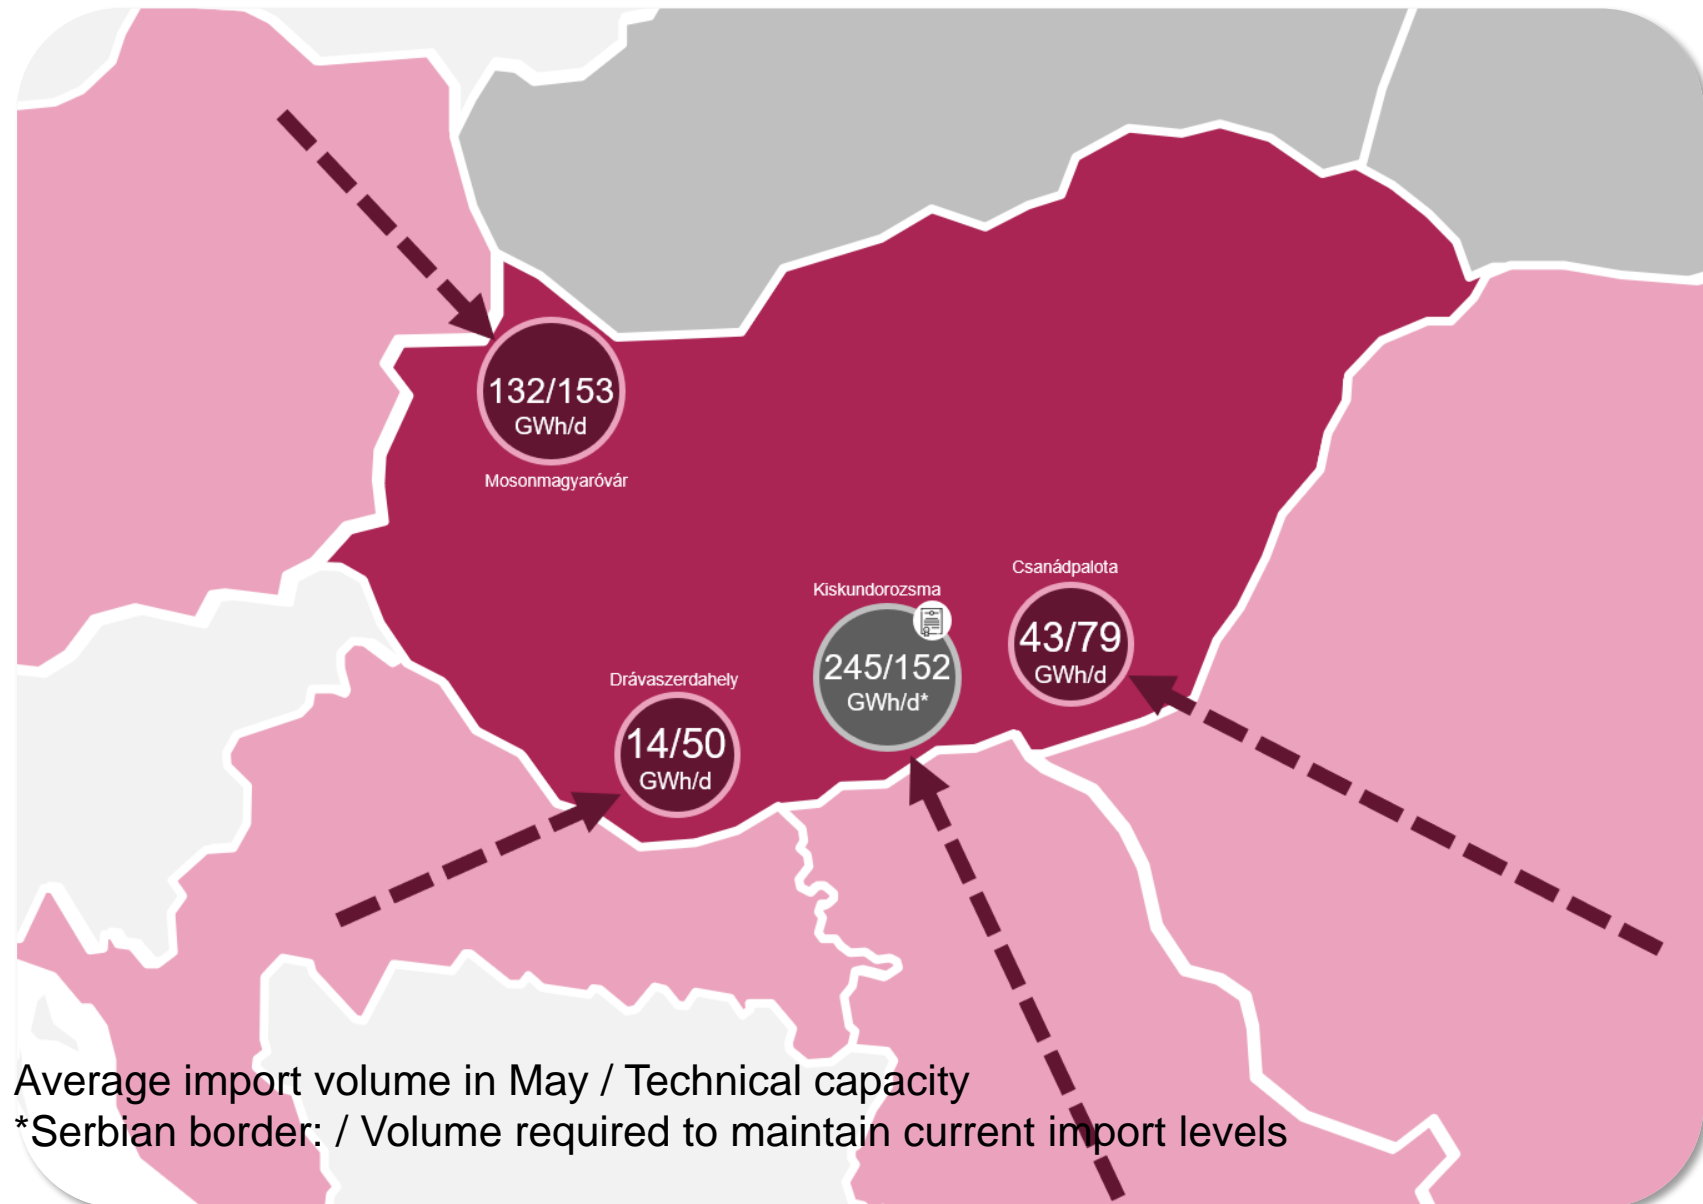 132/153
GWh/d
Mosonmagyaróvár
Csanádpalota
43/79
GWh/d
Kiskundorozsma
245/152
GWh/d*
Drávaszerdahely
14/50
GWh/d
Average import volume in May / Technical capacity
*Serbian border: / Volume required to maintain current import levels